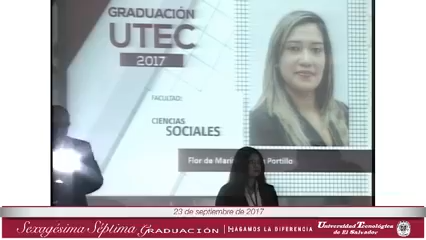 GRADUACIÓN
UTEC
2017
FACULTAD:
CIENCIAS
SOCIALES
Flor de Portillo
23 de septiembre de 2017
Sexagésima Séptima GRADUACIÓN HAGAMOS LA DIFERENCIA Universidad Tecnológica
de El Salvador